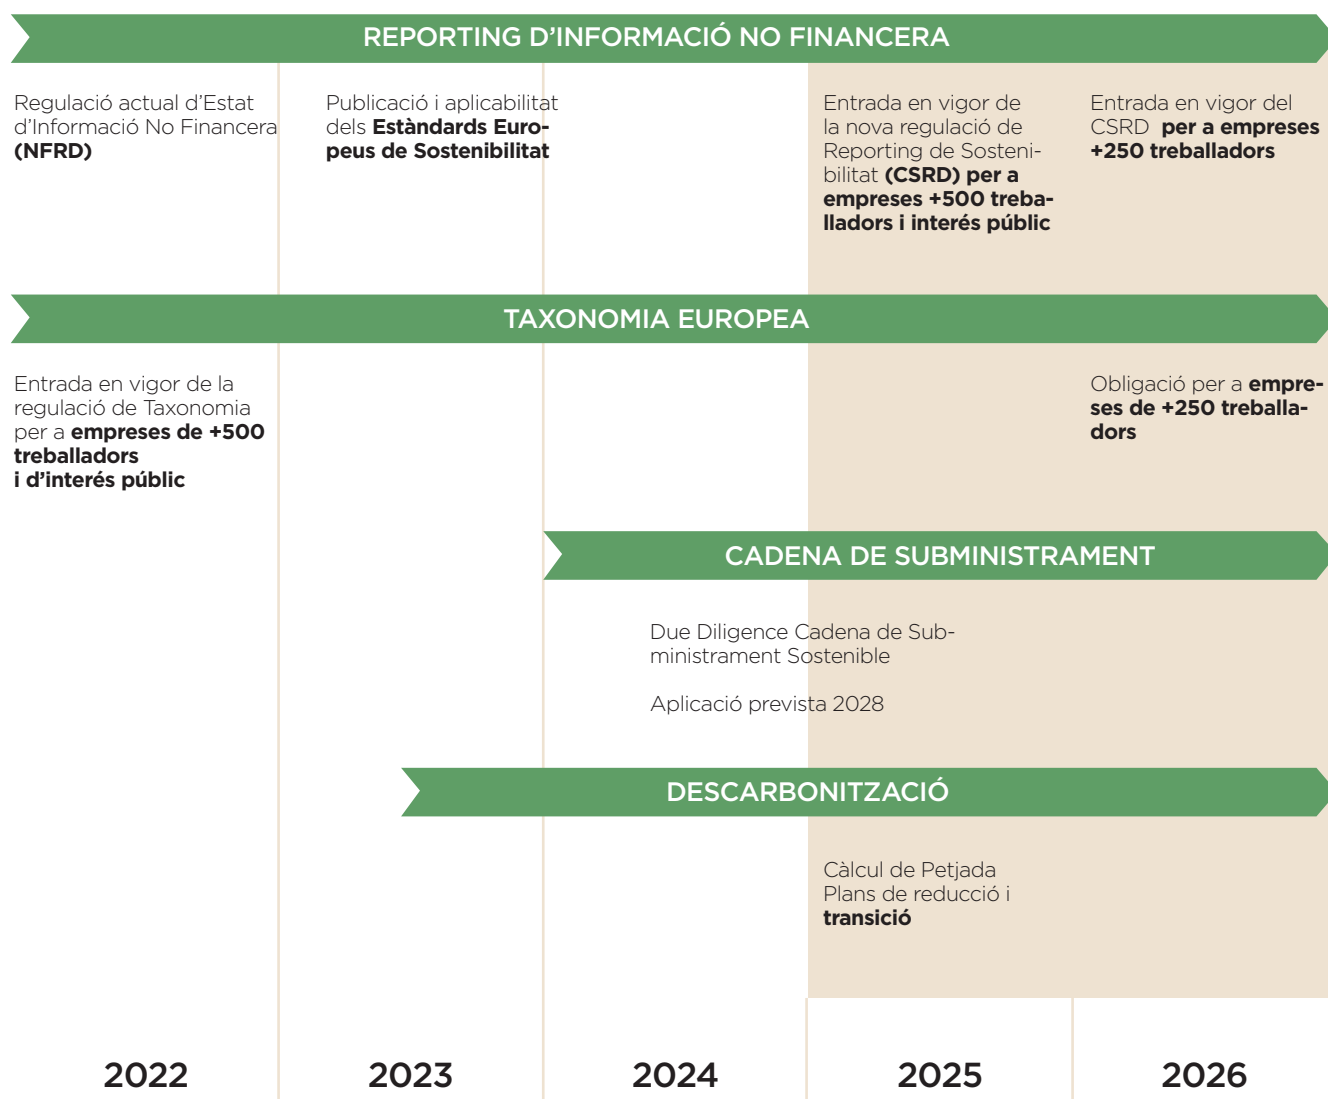 REPORTING D’INFORMACIÓ NO FINANCERA
Regulació actual d’Estat
d’Informació No Financera
(NFRD)
Publicació i aplicabilitat
dels Estàndards Euro-
peus de Sostenibilitat
Entrada en vigor de
la nova regulació de
Reporting de Sosteni-
bilitat (CSRD) per a
empreses +500 treba-
lladors i interés públic
Entrada en vigor del
CSRD per a empreses
+250 treballadors
TAXONOMIA EUROPEA
Entrada en vigor de la
regulació de Taxonomia
per a empreses de +500
treballadors
i d’interés públic
Obligació per a empre-
ses de +250 treballa-
dors
CADENA DE SUBMINISTRAMENT
Due Diligence Cadena de Sub-
ministrament Sostenible
Aplicació prevista 2028
DESCARBONITZACIÓ
Càlcul de Petjada
Plans de reducció i
transició
2022
2023
2024
2025
2026